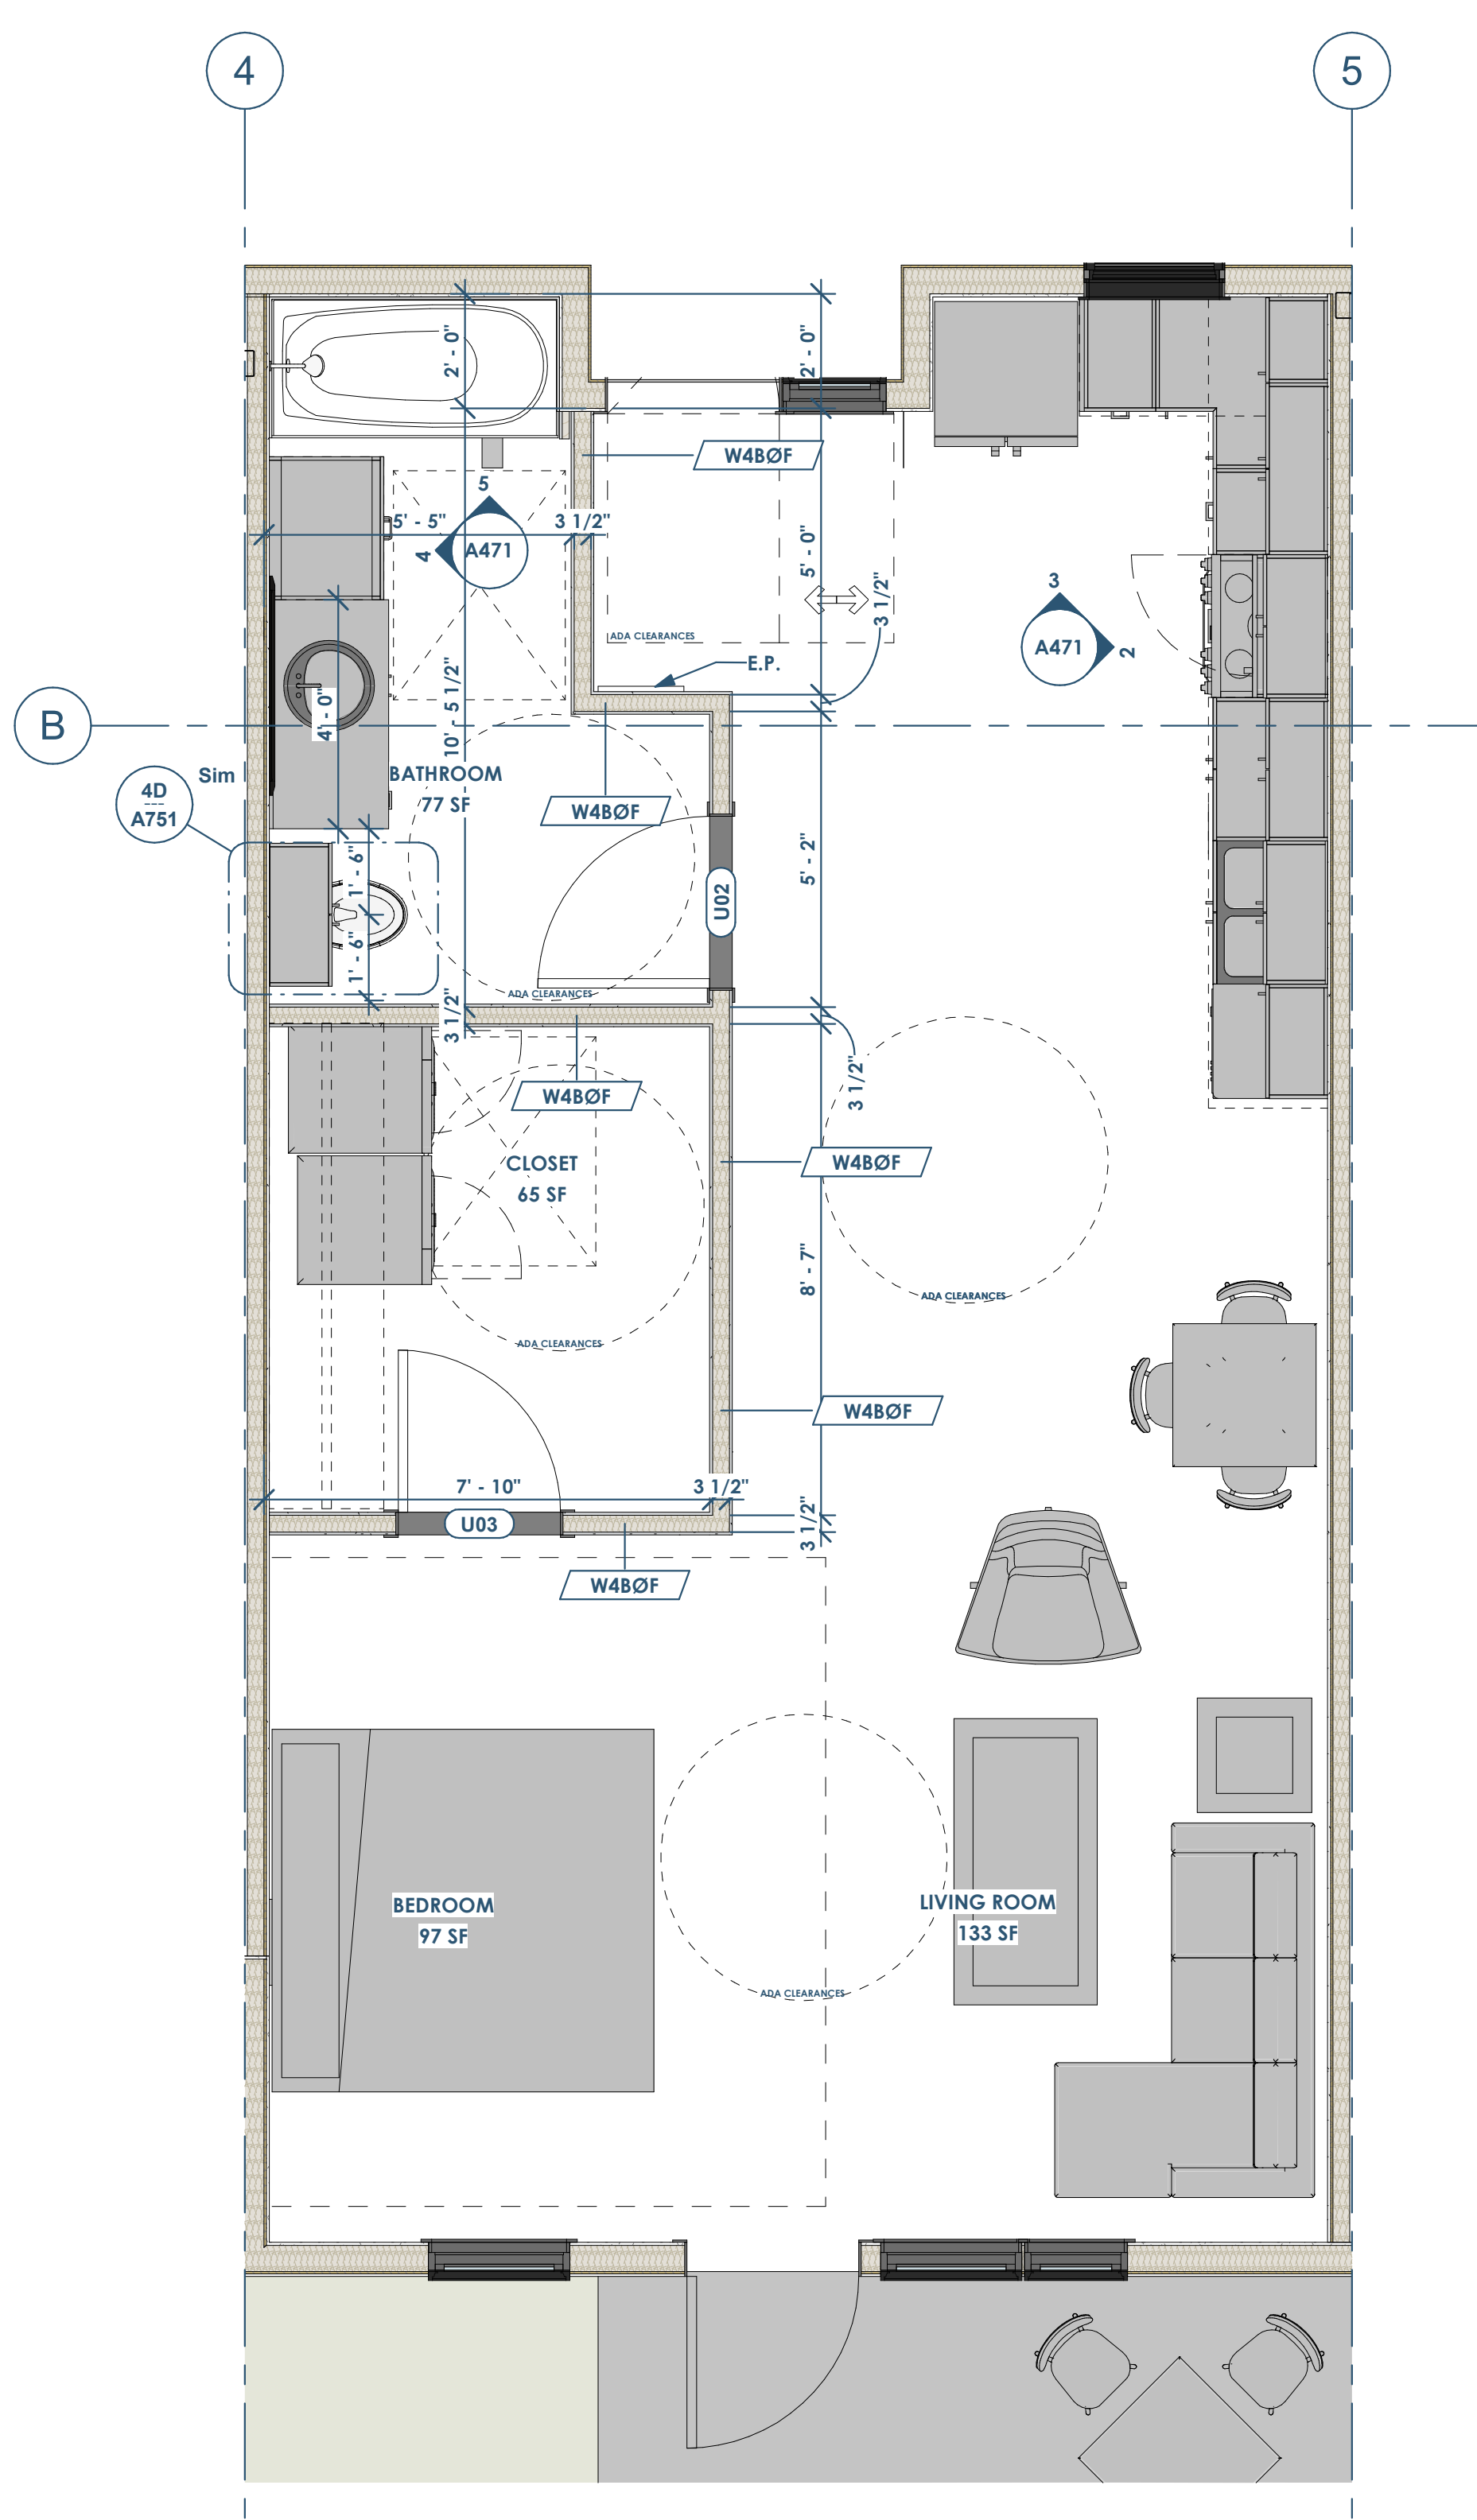 4
5
2' - 0"
2' - 0"
W4BØF
5
5' - 5"
3 1/2"
4
A471
5' - 0"
3 1/2"
3
A471
2
ADA CLEARANCES
E.P.
10' - 5 1/2"
4' - 0"
B
Sim
BATHROOM
77 SF
4D
---
A751
W4BØF
1' - 6"
5' - 2"
U02
1' - 6"
ADA CLEARANCES
3 1/2"
W4BØF
3 1/2"
CLOSET
65 SF
W4BØF
8' - 7"
ADA CLEARANCES
ADA CLEARANCES
W4BØF
7' - 10"
3 1/2"
U03
3 1/2"
W4BØF
BEDROOM
97 SF
LIVING ROOM
133 SF
ADA CLEARANCES